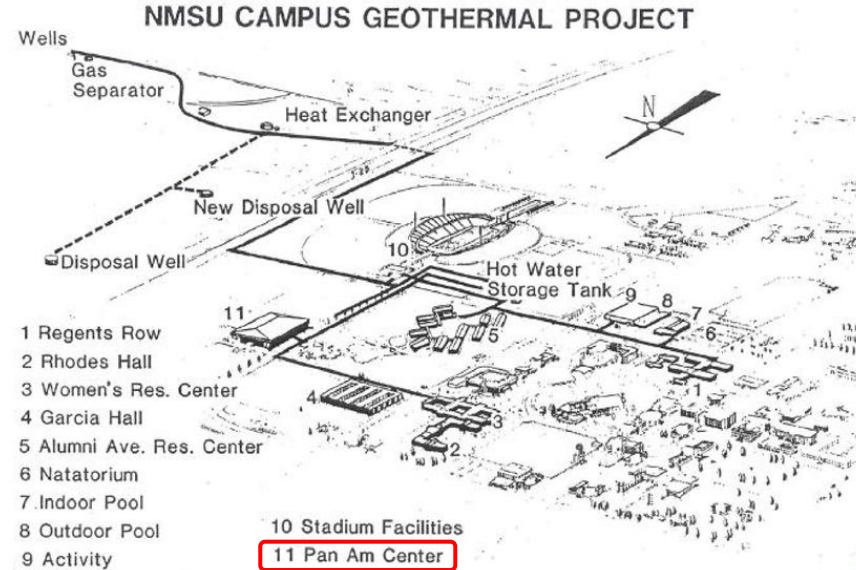 NMSU CAMPUS GEOTHERMAL PROJECT
Wells
Gas
Separator
Heat Exchanger
N
New Disposal Well
Disposal Well
10
Hot Water
Storage Tank
9
8
7
6
11
5
1
4
3
2
1 Regents Row
2 Rhodes Hall
3 Women's Res. Center
4 Garcia Hall
5 Alumni Ave. Res. Center
6 Natatorium
7 Indoor Pool
8 Outdoor Pool
9 Activity
10 Stadium Facilities
11 Pan Am Center